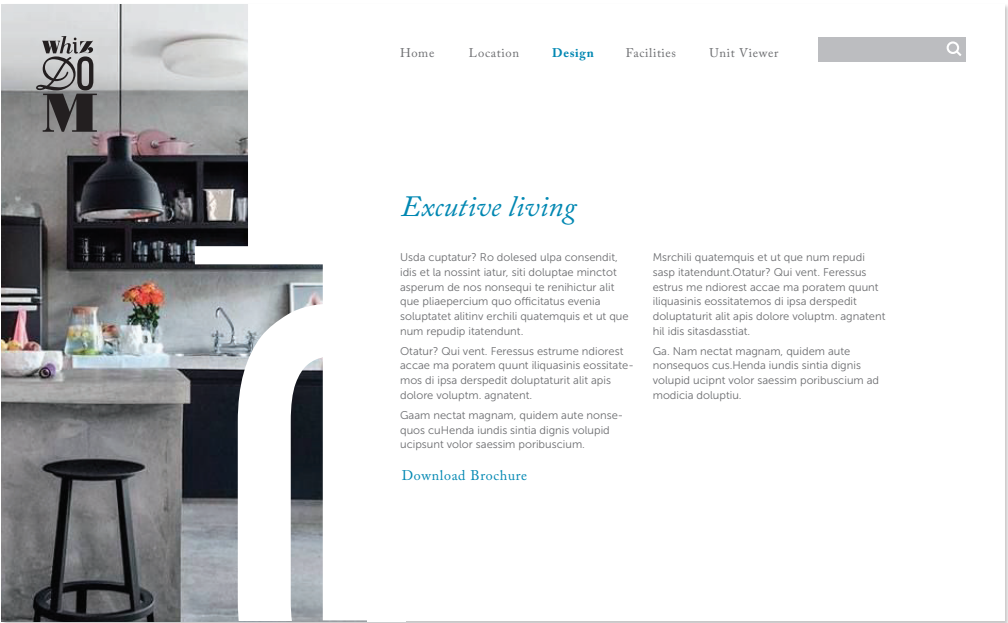 whiz
DO
M
Home Location Design Facilities Unit Viewer
Excutive living
Usda cuptatur? Ro dolesed ulpa consendit,
idis et la nossint iatur, siti doluptae minctot
asperum de nos nonsequi te renihictur alit
que pliaepercium quo officitatus evenia
soluptatet alitinv erchili quatemquis et ut que
num repudip itatendunt.
Otatur? Qui vent. Feressus estrume ndiorest
accae ma poratem quunt iliquasinis eossitate-
mos di ipsa derspedit doluptaturit alit apis
dolore voluptm. agnatent.
Gaam nectat magnam, quidem aute nonse-
quos cuHenda iundis sintia dignis volupid
ucipsunt volor saessim poribuscium.
Msrchili quatemquis et ut que num repudi
sasp itatendunt.Otatur? Qui vent. Feressus
estrus me ndiorest accae ma poratem quunt
iliquasinis eossitatemos di ipsa derspedit
doluptaturit alit apis dolore voluptm. agnatent
hil idis sitasdasstiat.
Ga. Nam nectat magnam, quidem aute
nonsequos cus.Henda iundis sintia dignis
volupid ucipnt volor saessim poribuscium ad
modicia doluptiu.
Download Brochure